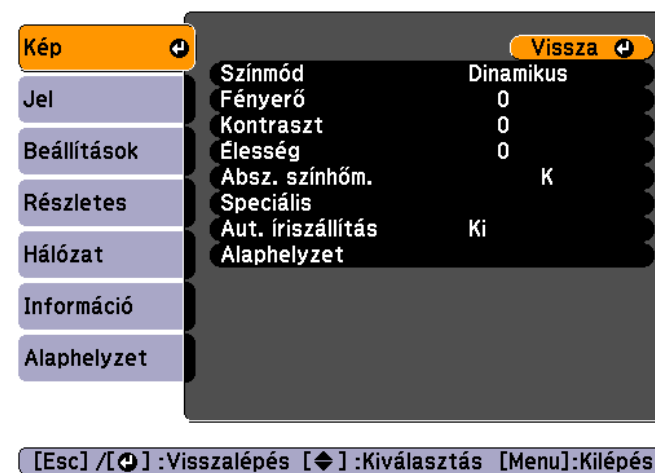 Kép
Jel
Beállítások
Részletes
Hálózat
Információ
Alaphelyzet
Vissza
Színmód Dinamikus
Fényerő 0
Kontraszt 0
Élesség 0
Absz. színhőm. K
Speciális
Aut. íriszállítás Ki
Alaphelyzet
[Esc] /[ ] :Visszalépés [ ] :Kiválasztás [Menu]:Kilépés